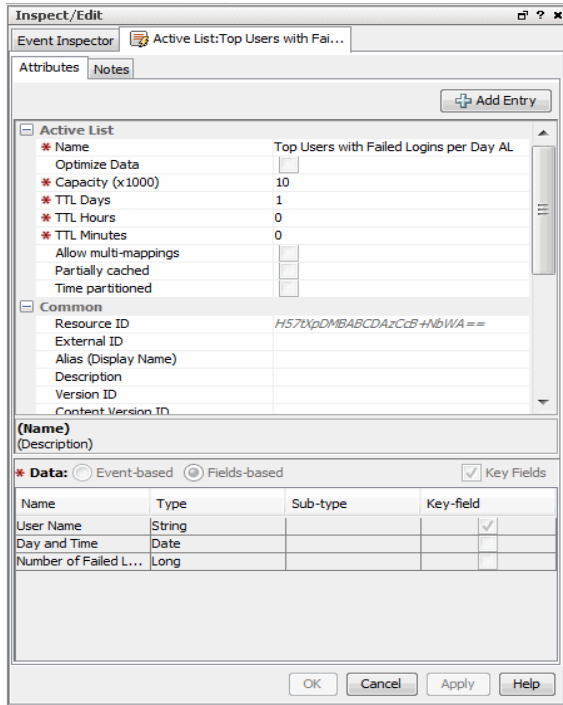 Inspect/Edit
Event Inspector Active List:Top Users with Fai...
Attributes Notes
Add Entry
Active List
* Name Top Users with Failed Logins per Day AL
Optimize Data
* Capacity (x1000) 10
* TTL Days 1
* TTL Hours 0
* TTL Minutes 0
Allow multi-mappings
Partially cached
Time partitioned
Common
Resource ID H57tXpDMBABCDAzCcB+NbWA==
External ID
Alias (Display Name)
Description
Version ID
Content Version ID
(Name)
(Description)
* Data: Event-based Fields-based Key Fields
Name Type Sub-type Key-field
User Name String
Day and Time Date
Number of Failed L... Long
OK Cancel Apply Help